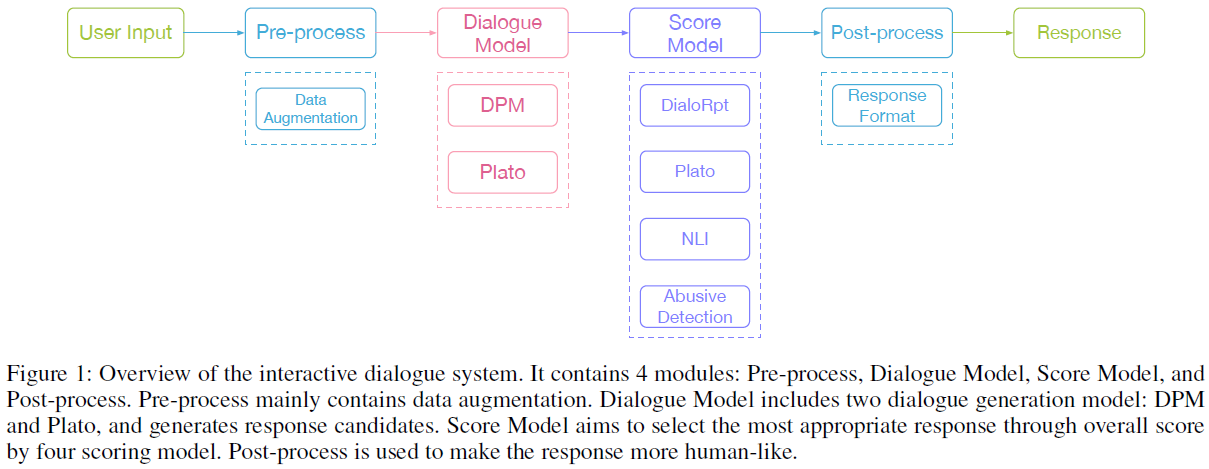 User Input
Pre-process
Dialogue
Model
Score
Model
Post-process
Response
Data
Augmentation
DPM
Plato
DialoRpt
Plato
NLI
Abusive
Detection
Response
Format
Figure 1: Overview of the interactive dialogue system. It contains 4 modules: Pre-process, Dialogue Model, Score Model, and
Post-process. Pre-process mainly contains data augmentation. Dialogue Model includes two dialogue generation model: DPM
and Plato, and generates response candidates. Score Model aims to select the most appropriate response through overall score
by four scoring model. Post-process is used to make the response more human-like.